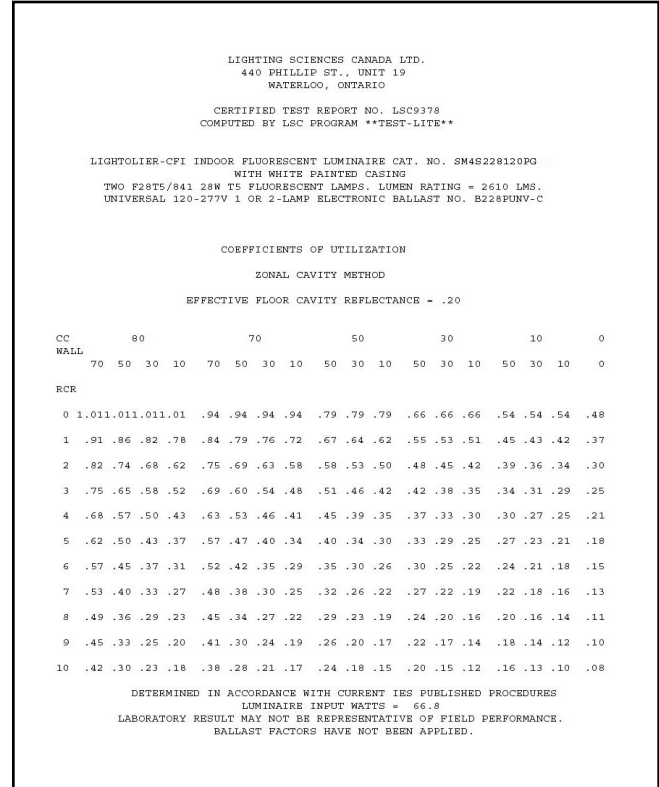 LIGHTING SCIENCES CANADA LTD.
440 PHILLIP ST., UNIT 19
WATERLOO, ONTARIO
CERTIFIED TEST REPORT NO. LSC9378
COMPUTED BY LSC PROGRAM **TEST-LITE**
LIGHTOLIER-CFI INDOOR FLUORESCENT LUMINAIRE CAT. NO. SM4S228120PG
WITH WHITE PAINTED CASING
TWO F28T5/841 28W T5 FLUORESCENT LAMPS. LUMEN RATING = 2610 LMS.
UNIVERSAL 120-277V 1 OR 2-LAMP ELECTRONIC BALLAST NO. B228PUNV-C
COEFFICIENTS OF UTILIZATION
ZONAL CAVITY METHOD
EFFECTIVE FLOOR CAVITY REFLECTANCE = .20
CC 80 70 50 30 10 0
WALL
70 50 30 10 70 50 30 10 50 30 10 50 30 10 50 30 10 0
RCR
0 1.011.011.011.01 .94 .94 .94 .94 .79 .79 .79 .66 .66 .66 .54 .54 .54 .48
1 .91 .86 .82 .78 .84 .79 .76 .72 .67 .64 .62 .55 .53 .51 .45 .43 .42 .37
2 .82 .74 .68 .62 .75 .69 .63 .58 .58 .53 .50 .48 .45 .42 .39 .36 .34 .30
3 .75 .65 .58 .52 .69 .60 .54 .48 .51 .46 .42 .42 .38 .35 .34 .31 .29 .25
4 .68 .57 .50 .43 .63 .53 .46 .41 .45 .39 .35 .37 .33 .30 .30 .27 .25 .21
5 .62 .50 .43 .37 .57 .47 .40 .34 .40 .34 .30 .33 .29 .25 .27 .23 .21 .18
6 .57 .45 .37 .31 .52 .42 .35 .29 .35 .30 .26 .30 .25 .22 .24 .21 .18 .15
7 .53 .40 .33 .27 .48 .38 .30 .25 .32 .26 .22 .27 .22 .19 .22 .18 .16 .13
8 .49 .36 .29 .23 .45 .34 .27 .22 .29 .23 .19 .24 .20 .16 .20 .16 .14 .11
9 .45 .33 .25 .20 .41 .30 .24 .19 .26 .20 .17 .22 .17 .14 .18 .14 .12 .10
10 .42 .30 .23 .18 .38 .28 .21 .17 .24 .18 .15 .20 .15 .12 .16 .13 .10 .08
DETERMINED IN ACCORDANCE WITH CURRENT IES PUBLISHED PROCEDURES
LUMINAIRE INPUT WATTS = 66.8
LABORATORY RESULT MAY NOT BE REPRESENTATIVE OF FIELD PERFORMANCE.
BALLAST FACTORS HAVE NOT BEEN APPLIED.